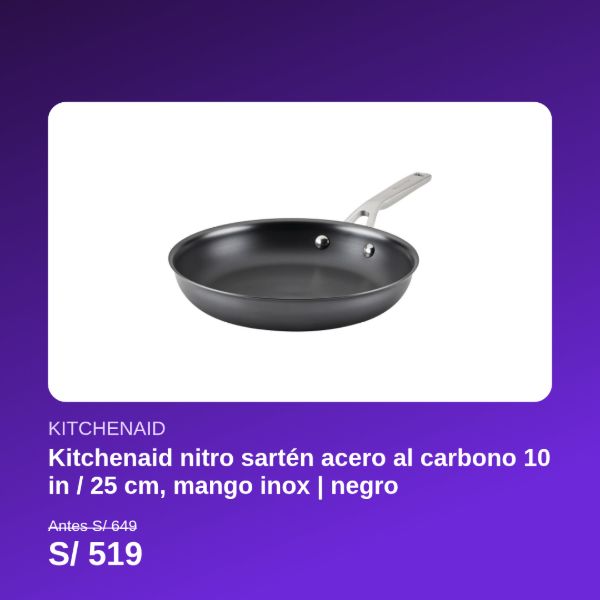 KITCHENAID
Kitchenaid nitro sartén acero al carbono 10
in / 25 cm, mango inox | negro
Antes S/ 649
S/ 519